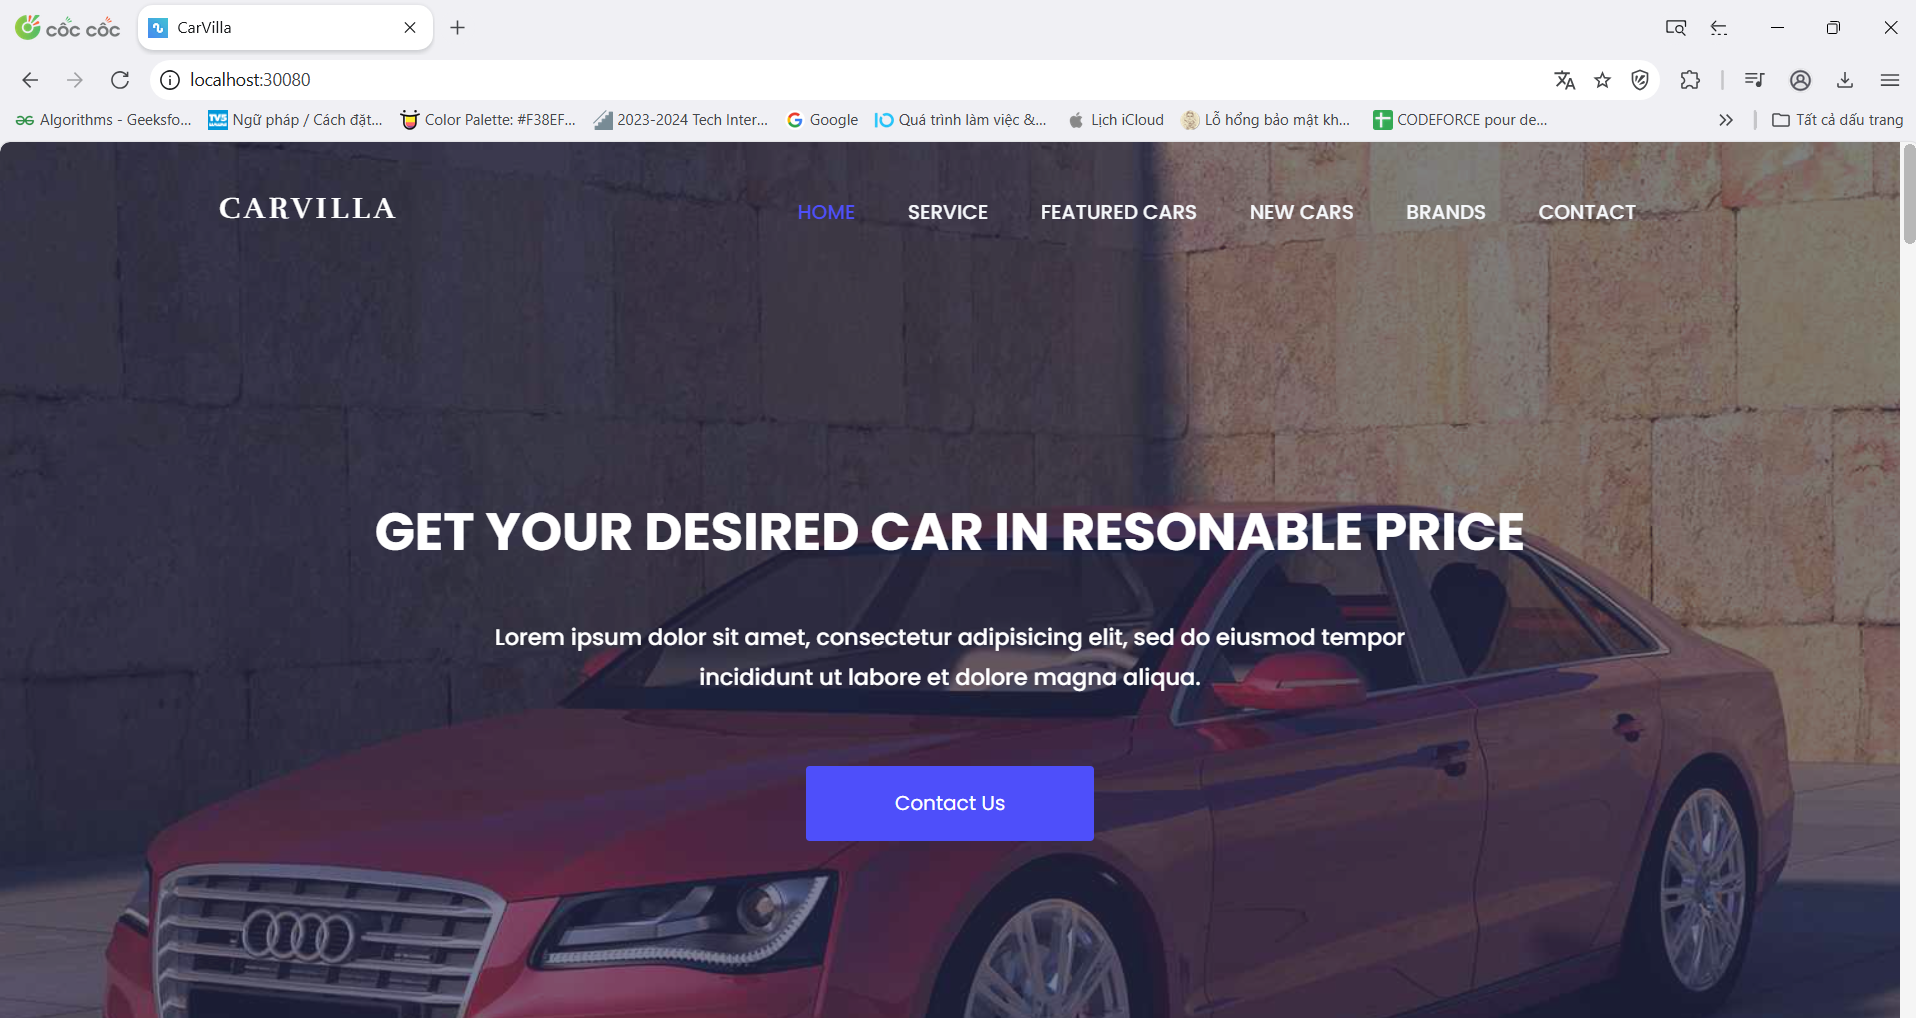 cốc cốc
CarVilla
localhost:30080
Algorithms - Geeksfo...
Ngữ pháp / Cách đặt...
Color Palette: #F38EF...
2023-2024 Tech Inter...
Google
Quá trình làm việc &...
Lịch iCloud
Lỗ hổng bảo mật kh...
CODEFORCE pour de...
Tất cả dấu trang
CARVILLA
HOME
SERVICE
FEATURED CARS
NEW CARS
BRANDS
CONTACT
GET YOUR DESIRED CAR IN RESONABLE PRICE
Lorem ipsum dolor sit amet, consectetur adipisicing elit, sed do eiusmod tempor
incididunt ut labore et dolore magna aliqua.
Contact Us